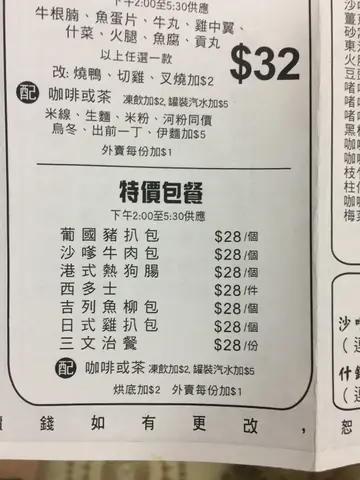 下午2:00至5:30供應
牛根腩、魚蛋片、牛丸、雞中翼、
什菜、火腿、魚腐、貢丸
以上任選一款
$32
改: 燒鴨、切雞、叉燒加$2
配 咖啡或茶 凍飲加$2, 罐裝汽水加$5
米線、生麵、米粉、河粉同價
烏冬、出前一丁、伊麵加$5
外賣每份加$1
特價包餐
下午2:00至5:30供應
葡國豬扒包 $28/個
沙嗲牛肉包 $28/個
港式熱狗腸 $28/個
西多士 $28/件
吉列魚柳包 $28/個
日式雞扒包 $28/個
三文治餐 $28/份
配 咖啡或茶 凍飲加$2, 罐裝汽水加$5
烘底加$2 外賣每份加$1
錢如有更改,
恕
沙
(
什
(